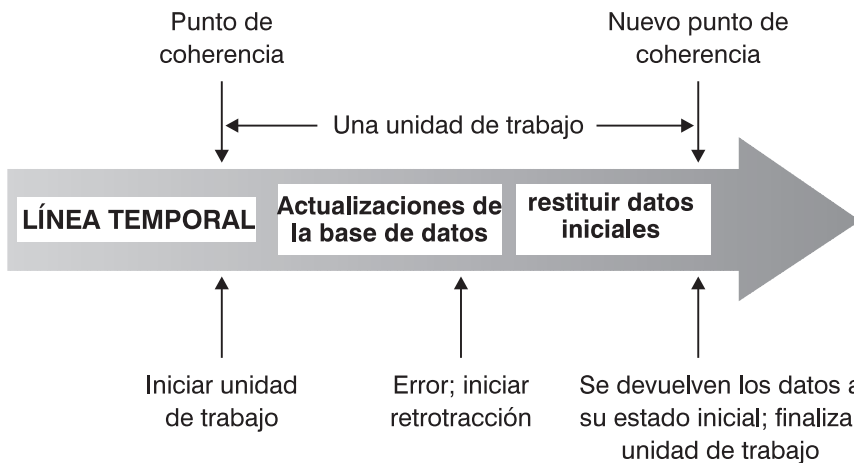 Punto de
coherencia
Nuevo punto de
coherencia
Una unidad de trabajo
LÍNEA TEMPORAL
Actualizaciones de
la base de datos
restituir datos
iniciales
Iniciar unidad
de trabajo
Error; iniciar
retrotracción
Se devuelven los datos a
su estado inicial; finaliza
unidad de trabajo